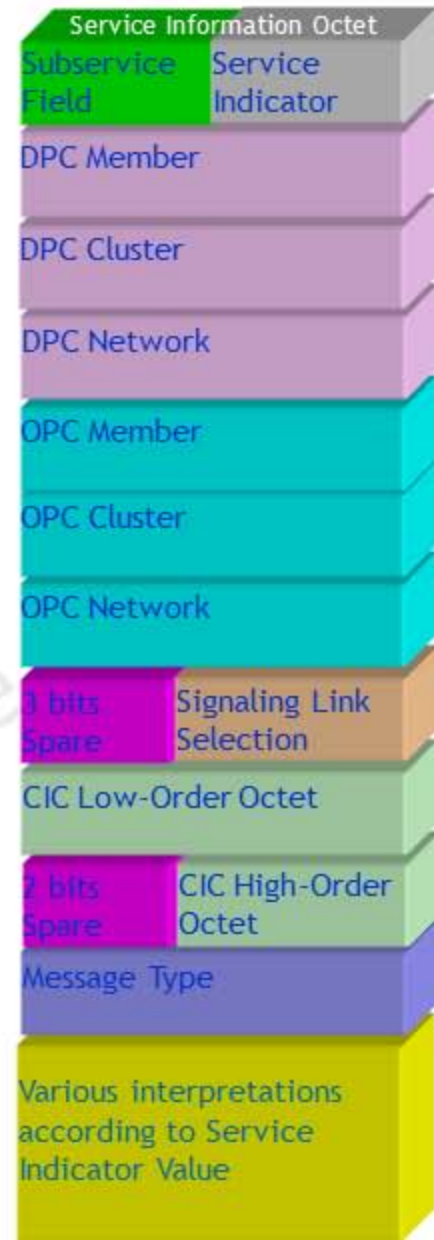 Service Information Octet
Subservice Field
Service Indicator
DPC Member
DPC Cluster
DPC Network
OPC Member
OPC Cluster
OPC Network
3 bits Spare
Signaling Link Selection
CIC Low-Order Octet
2 bits Spare
CIC High-Order Octet
Message Type
Various interpretations
according to Service
Indicator Value